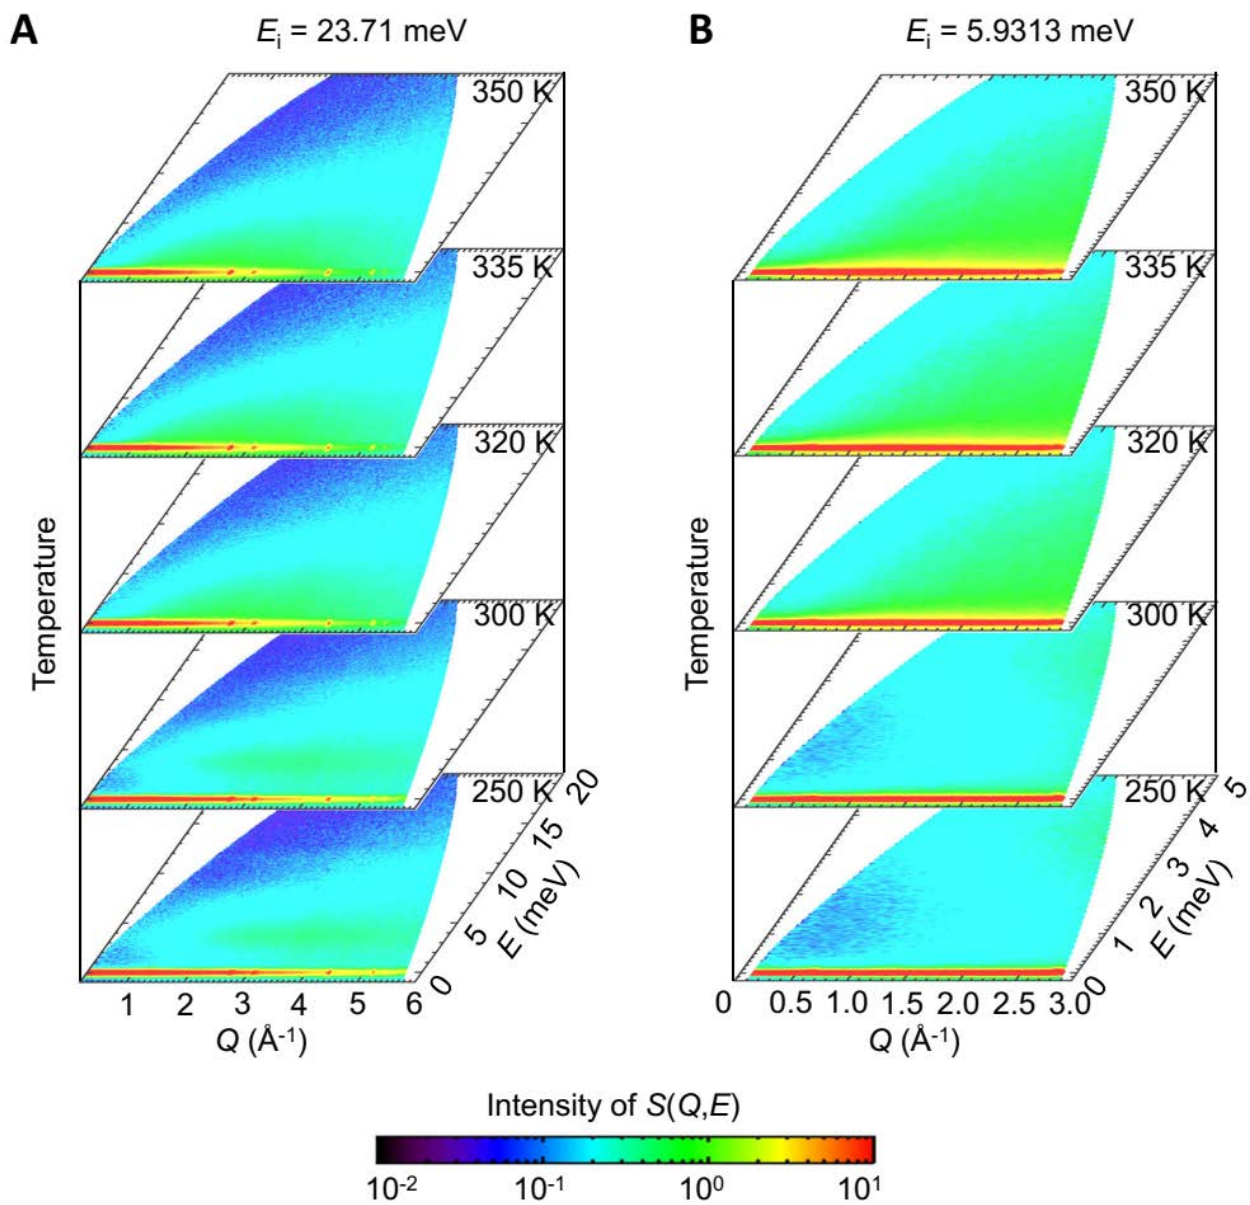 A
E_i = 23.71 meV
350 K
335 K
320 K
300 K
250 K
Temperature
1 2 3 4 5 6
Q (Å⁻¹)
0 5 10 15 20
E (meV)
B
E_i = 5.9313 meV
350 K
335 K
320 K
300 K
250 K
Temperature
0 0.5 1.0 1.5 2.0 2.5 3.0
Q (Å⁻¹)
0 1 2 3 4 5
E (meV)
Intensity of S(Q,E)
10⁻² 10⁻¹ 10⁰ 10¹